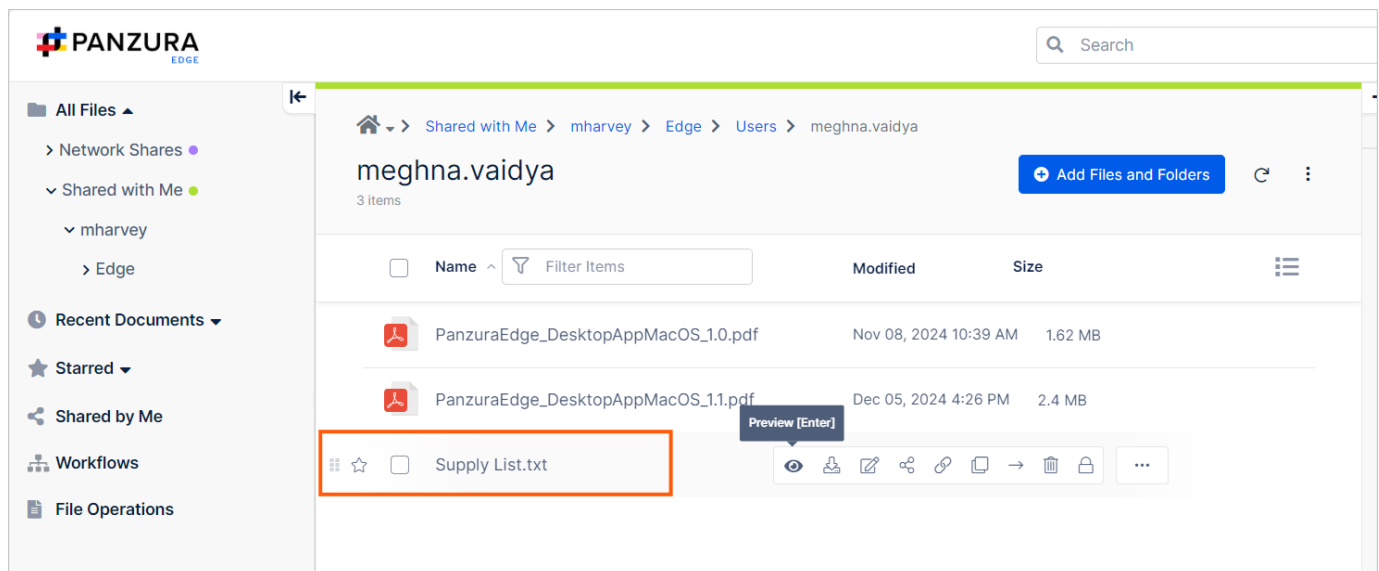 PANZURA
EDGE
Search
All Files
Network Shares
Shared with Me
mharvey
Edge
Recent Documents
Starred
Shared by Me
Workflows
File Operations
Shared with Me > mharvey > Edge > Users > meghna.vaidya
meghna.vaidya
3 items
Add Files and Folders
Name Filter Items Modified Size
PanzuraEdge_DesktopAppMacOS_1.0.pdf Nov 08, 2024 10:39 AM 1.62 MB
PanzuraEdge_DesktopAppMacOS_1.1.pdf Dec 05, 2024 4:26 PM 2.4 MB
Preview [Enter]
Supply List.txt